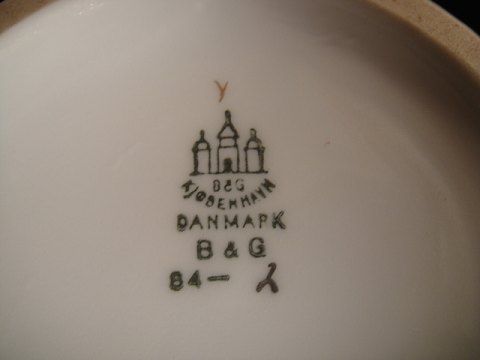 Y
B&G
KJØBENHAVN
DANMARK
B & G
84 —